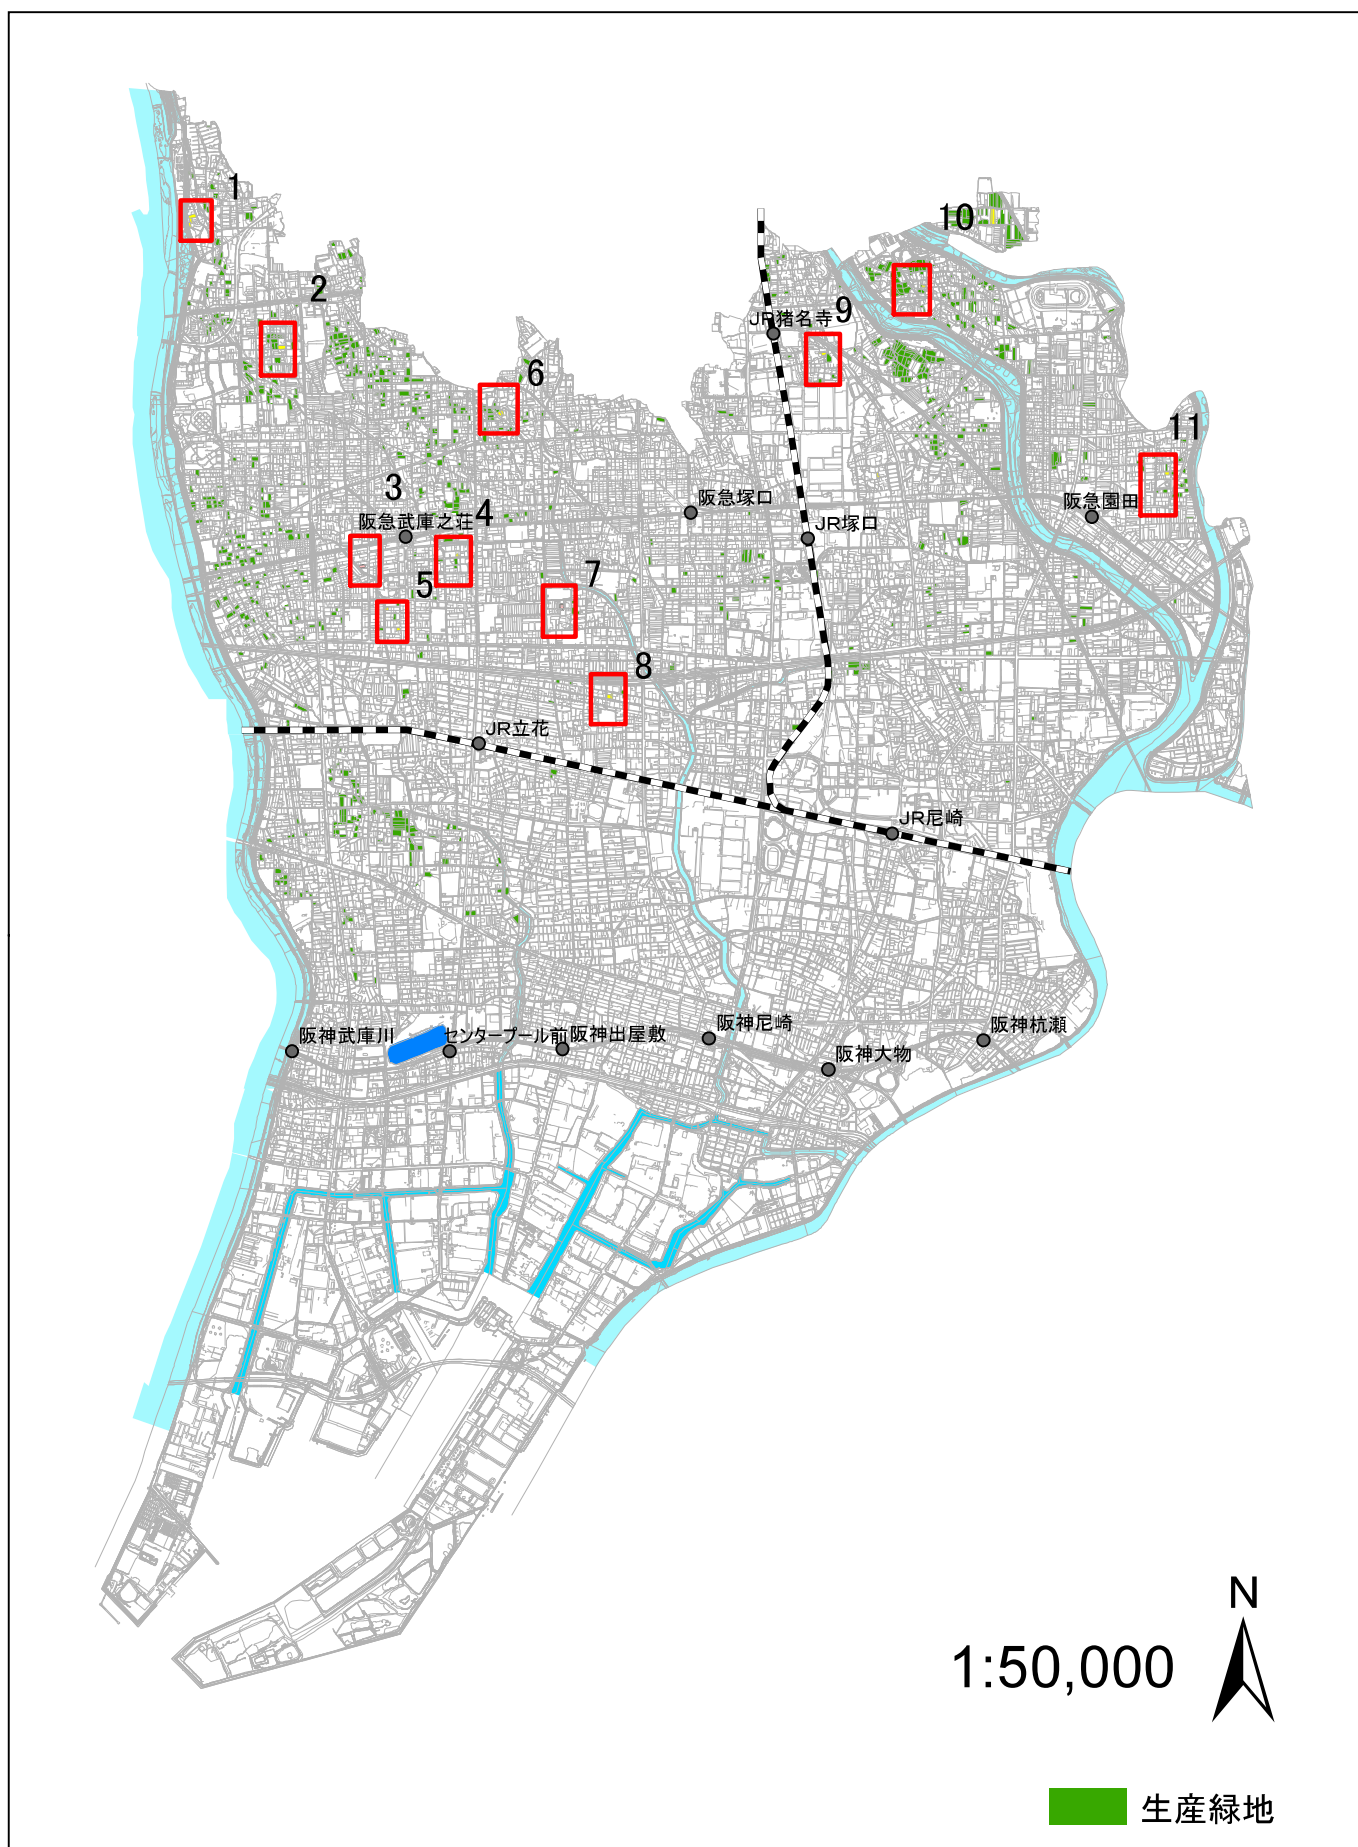 1
10
2
JR猪名寺
9
6
11
3
阪急塚口
阪急園田
阪急武庫之荘
4
JR塚口
7
5
8
JR立花
JR尼崎
阪神武庫川
センタープール前
阪神出屋敷
阪神尼崎
阪神大物
阪神杭瀬
N
1:50,000
生産緑地